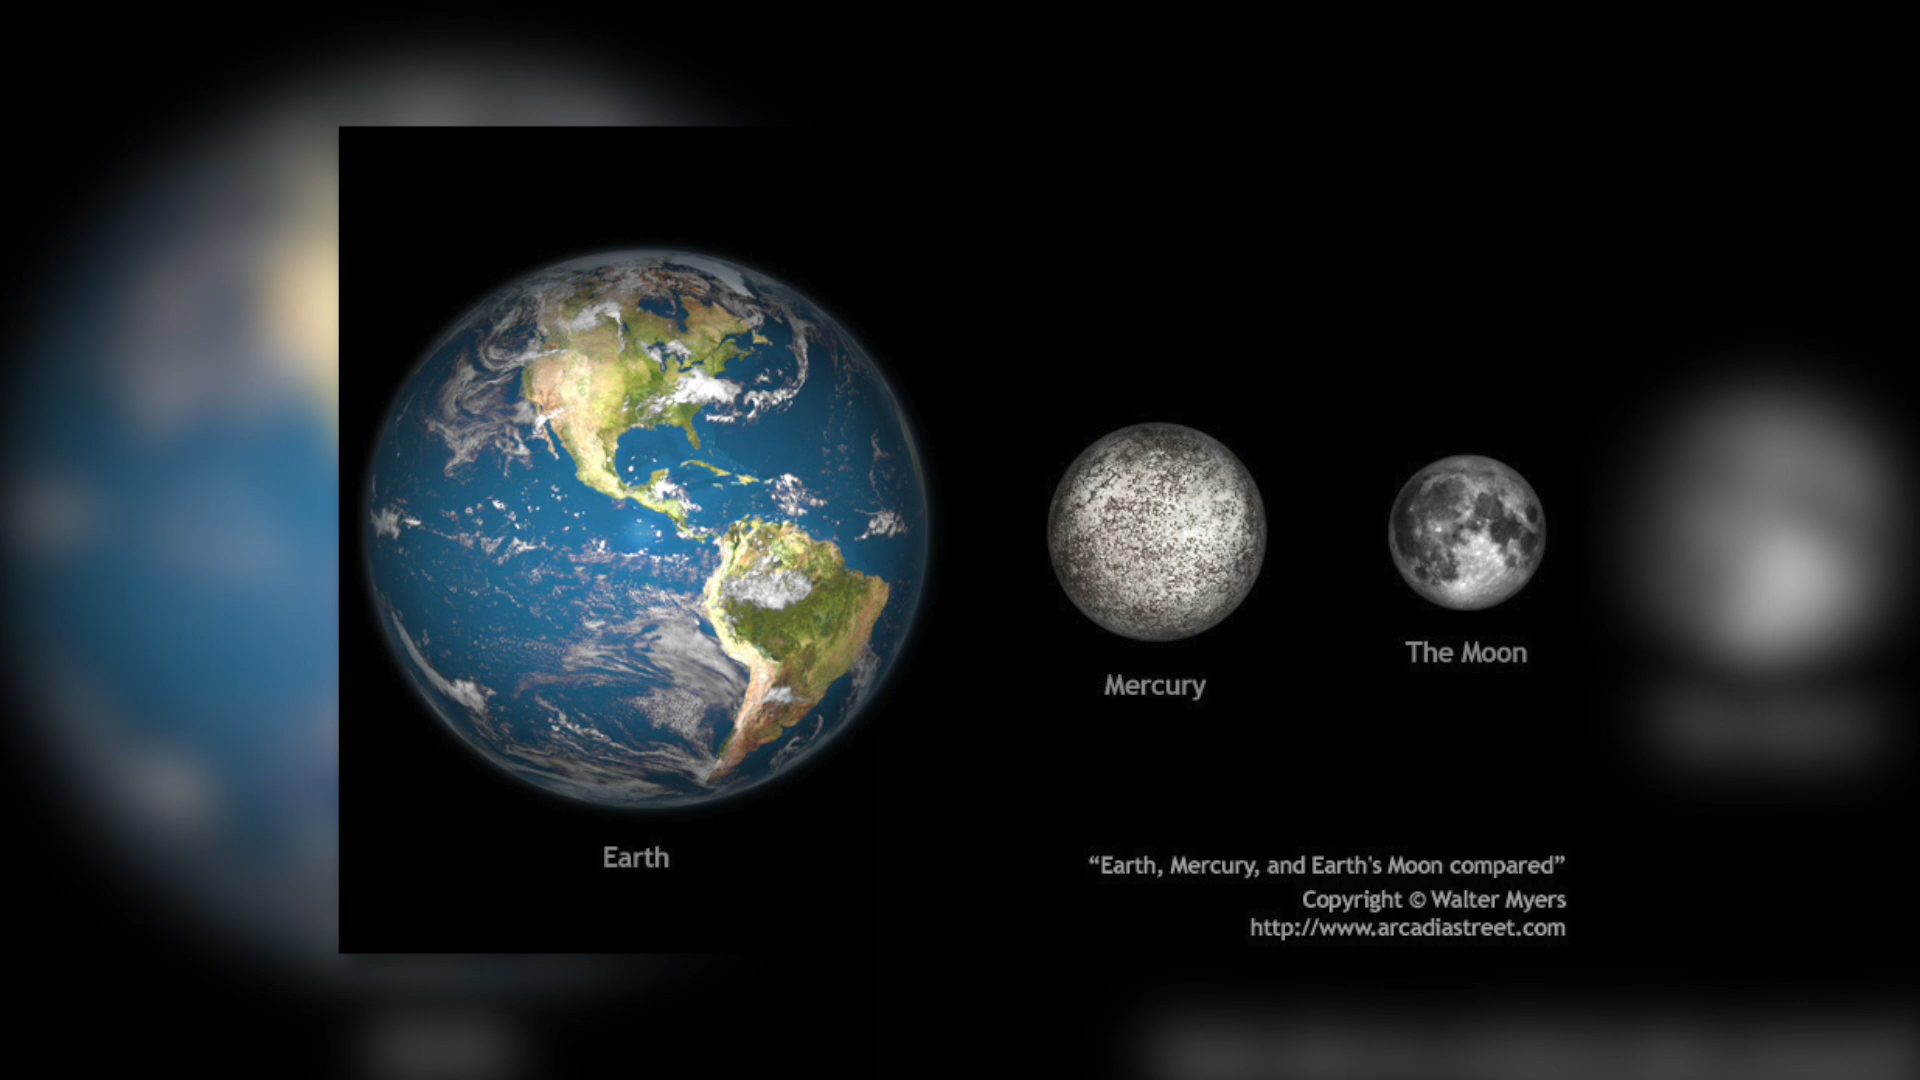 Earth
Mercury
The Moon
“Earth, Mercury, and Earth's Moon compared”
Copyright © Walter Myers
http://www.arcadiastreet.com